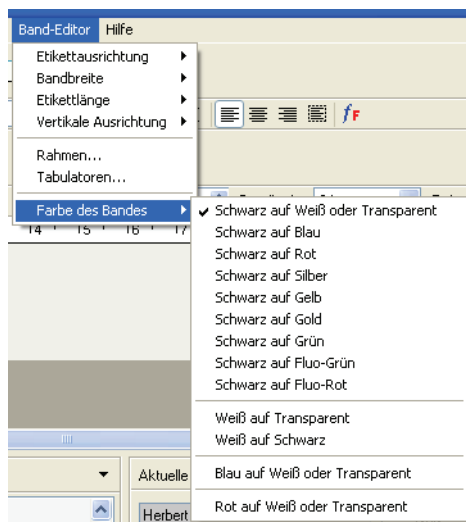 Band-Editor Hilfe
Etikettausrichtung
Bandbreite
Etikettlänge
Vertikale Ausrichtung
Rahmen...
Tabulatoren...
Farbe des Bandes
Schwarz auf Weiß oder Transparent
Schwarz auf Blau
Schwarz auf Rot
Schwarz auf Silber
Schwarz auf Gelb
Schwarz auf Gold
Schwarz auf Grün
Schwarz auf Fluo-Grün
Schwarz auf Fluo-Rot
Weiß auf Transparent
Weiß auf Schwarz
Blau auf Weiß oder Transparent
Rot auf Weiß oder Transparent
14 15 16 17
Aktuelle
Herbert